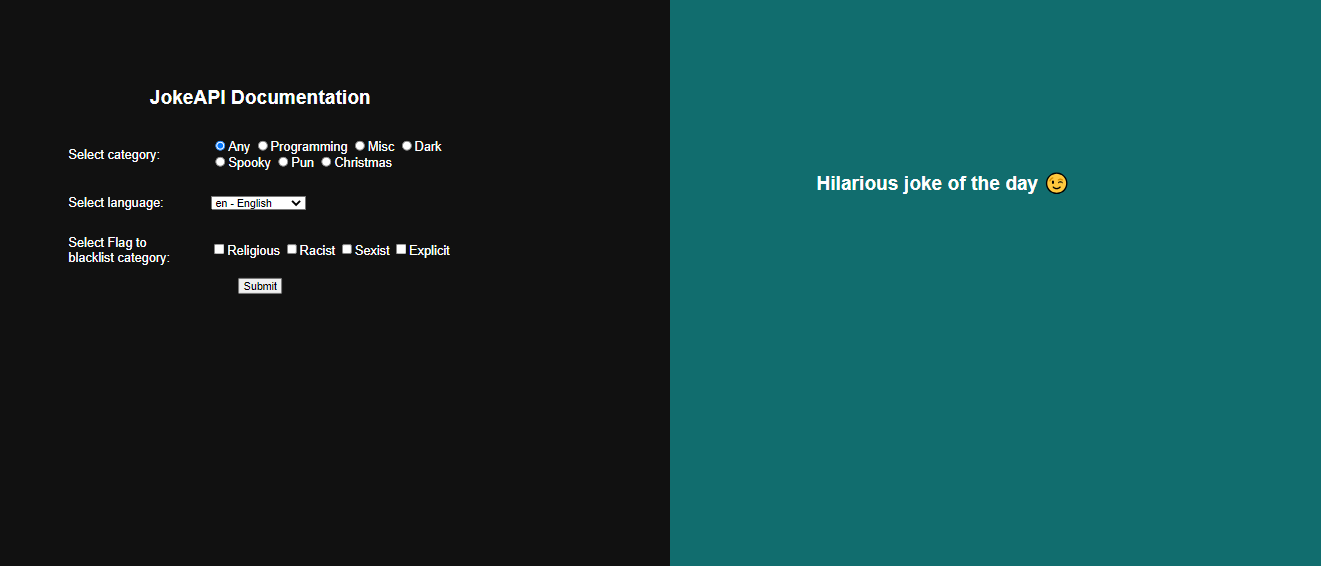 JokeAPI Documentation
Select category:
Any Programming Misc Dark
Spooky Pun Christmas
Select language:
en - English
Select Flag to
blacklist category:
Religious Racist Sexist Explicit
Submit
Hilarious joke of the day 😉